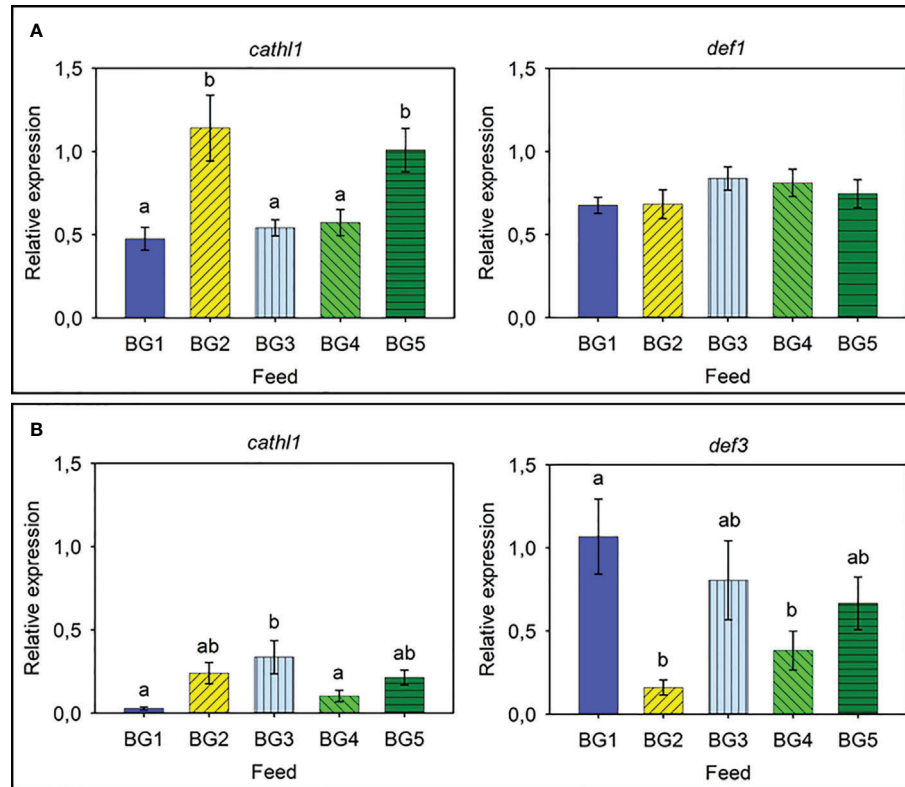 A
cathl1
Relative expression
1,5
1,0
0,5
0,0
a
b
a
a
b
BG1 BG2 BG3 BG4 BG5
Feed
def1
Relative expression
1,5
1,0
0,5
0,0
BG1 BG2 BG3 BG4 BG5
Feed
B
cathl1
Relative expression
1,5
1,0
0,5
0,0
a
ab
b
a
ab
BG1 BG2 BG3 BG4 BG5
Feed
def3
Relative expression
1,5
1,0
0,5
0,0
a
b
ab
b
ab
BG1 BG2 BG3 BG4 BG5
Feed